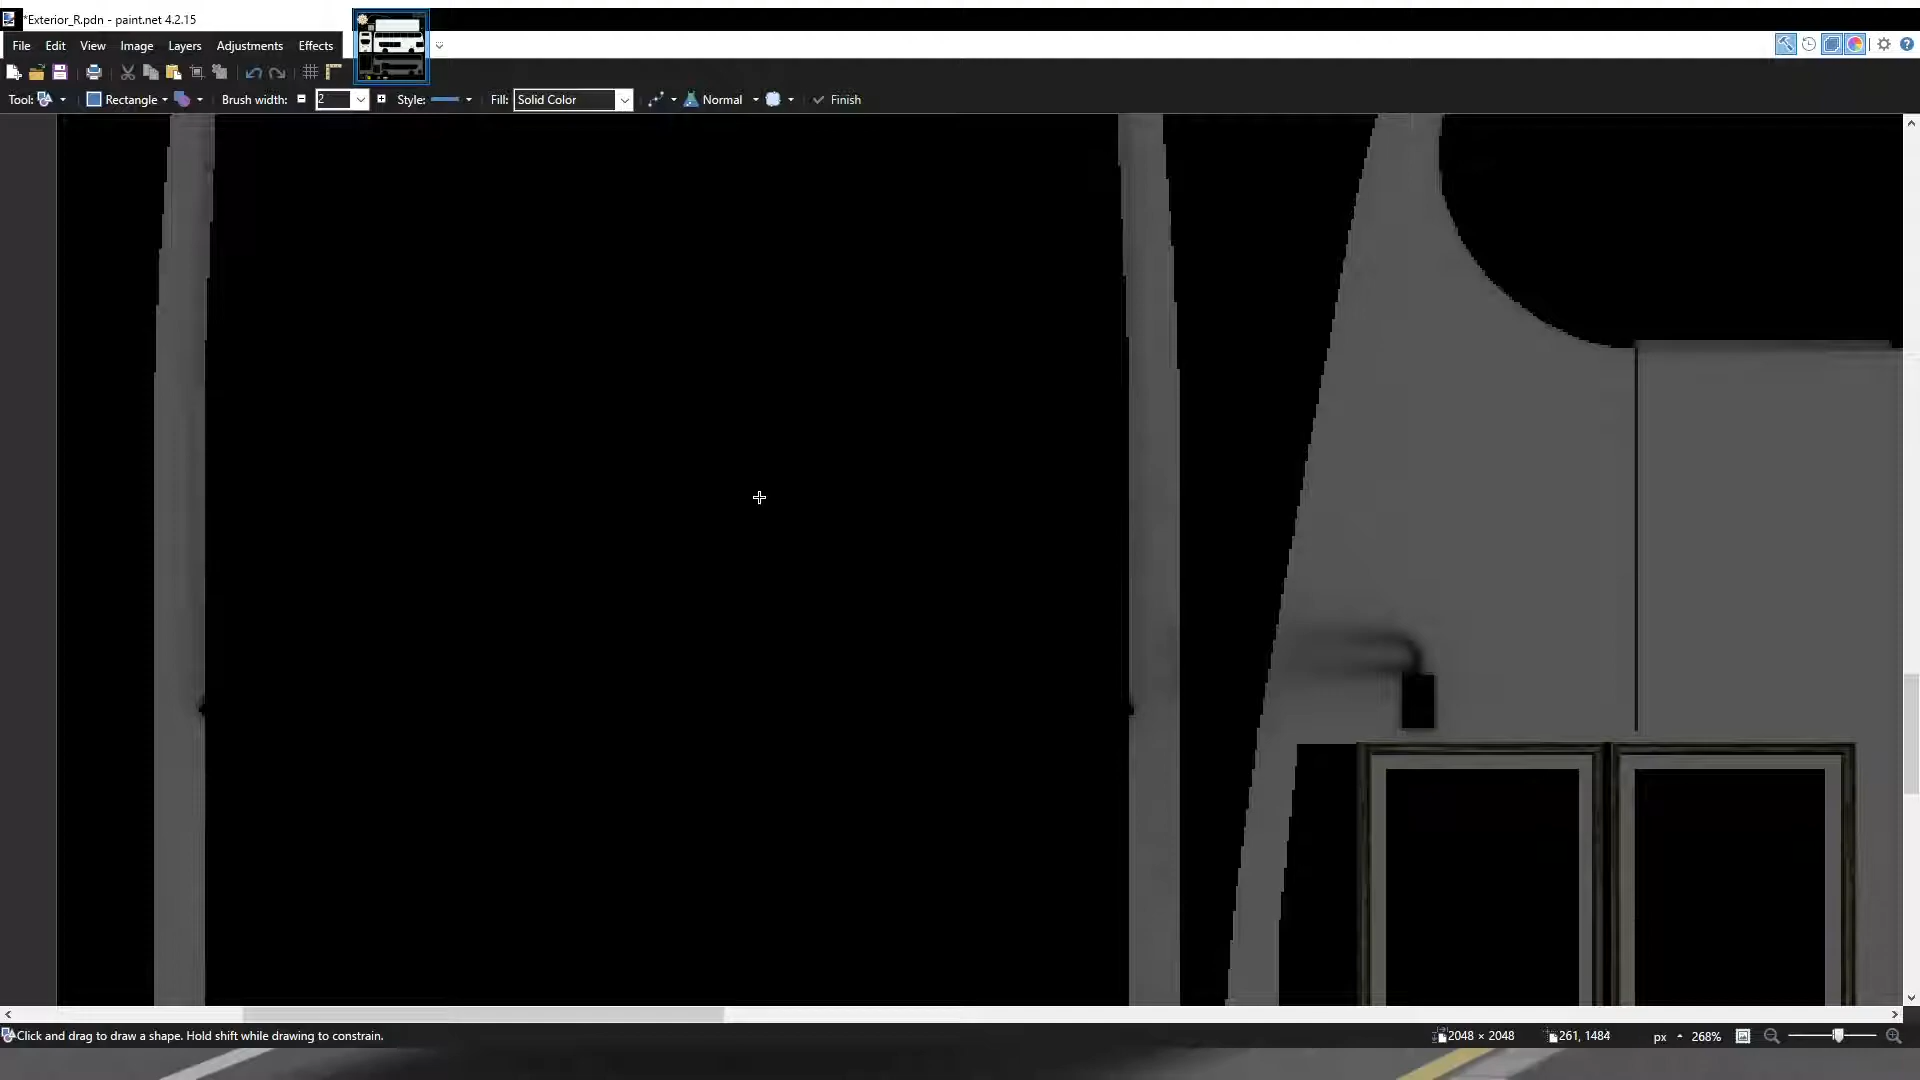 *Exterior_R.pdn - paint.net 4.2.15
File Edit View Image Layers Adjustments Effects
Tool: Rectangle Brush width: 2 Style: Fill: Solid Color Normal Finish
Click and drag to draw a shape. Hold shift while drawing to constrain. 2048 × 2048 261, 1484 px 268%